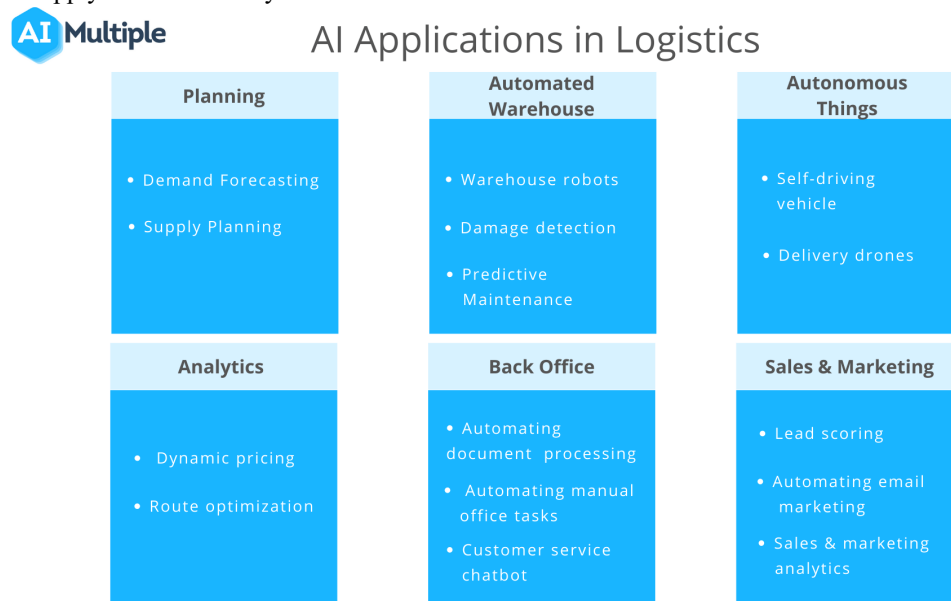 AI Multiple
AI Applications in Logistics
Planning
• Demand Forecasting
• Supply Planning
Automated
Warehouse
• Warehouse robots
• Damage detection
• Predictive
Maintenance
Autonomous
Things
• Self-driving
vehicle
• Delivery drones
Analytics
• Dynamic pricing
• Route optimization
Back Office
• Automating
document processing
• Automating manual
office tasks
• Customer service
chatbot
Sales & Marketing
• Lead scoring
• Automating email
marketing
• Sales & marketing
analytics